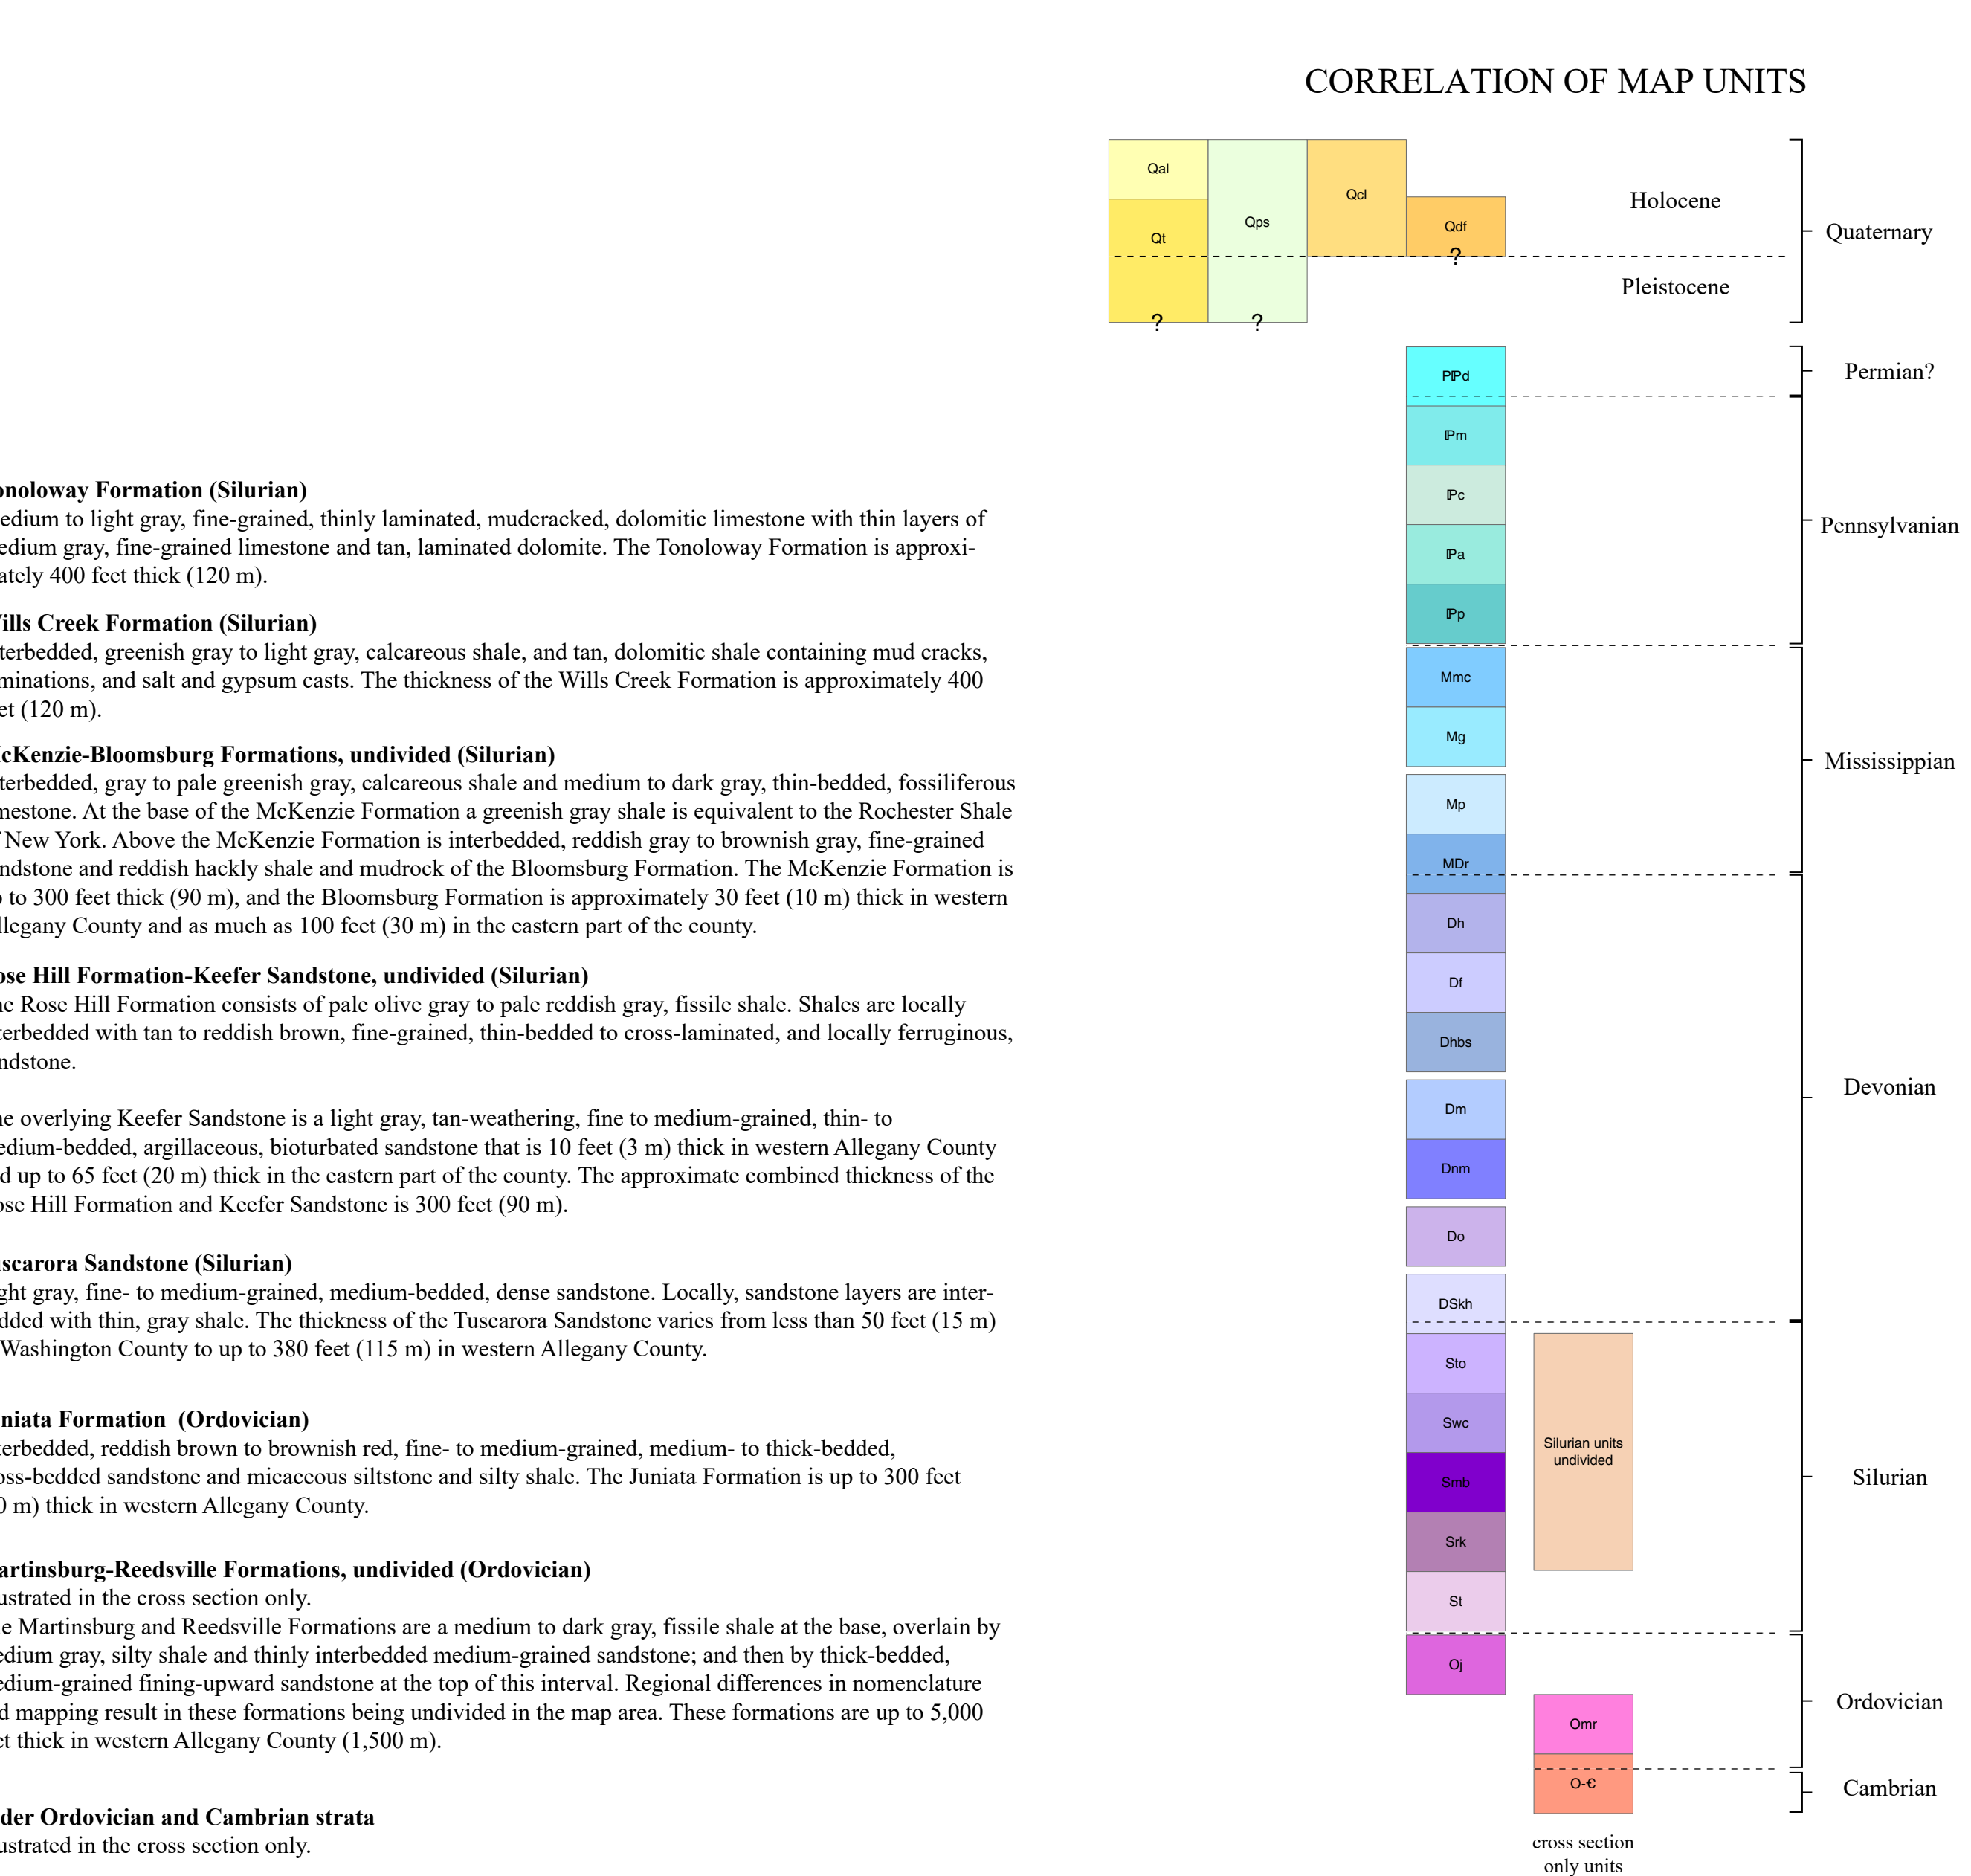 CORRELATION OF MAP UNITS
Qal
Qt
?
Qps
?
Qcl
Qdf
?
Holocene
Pleistocene
Quaternary
PℙPd
Permian?
ℙPm
ℙPc
ℙPa
ℙPp
Pennsylvanian
Mmc
Mg
Mp
MDr
Mississippian
Dh
Df
Dhbs
Dm
Dnm
Do
DSkh
Devonian
Sto
Swc
Smb
Srk
St
Silurian units
undivided
Silurian
Oj
Omr
Ordovician
O-€
Cambrian
cross section
only units
onoloway Formation (Silurian)
edium to light gray, fine-grained, thinly laminated, mudcracked, dolomitic limestone with thin layers of
edium gray, fine-grained limestone and tan, laminated dolomite. The Tonoloway Formation is approxi-
ately 400 feet thick (120 m).
ills Creek Formation (Silurian)
terbedded, greenish gray to light gray, calcareous shale, and tan, dolomitic shale containing mud cracks,
minations, and salt and gypsum casts. The thickness of the Wills Creek Formation is approximately 400
et (120 m).
cKenzie-Bloomsburg Formations, undivided (Silurian)
terbedded, gray to pale greenish gray, calcareous shale and medium to dark gray, thin-bedded, fossiliferous
mestone. At the base of the McKenzie Formation a greenish gray shale is equivalent to the Rochester Shale
New York. Above the McKenzie Formation is interbedded, reddish gray to brownish gray, fine-grained
ndstone and reddish hackly shale and mudrock of the Bloomsburg Formation. The McKenzie Formation is
to 300 feet thick (90 m), and the Bloomsburg Formation is approximately 30 feet (10 m) thick in western
llegany County and as much as 100 feet (30 m) in the eastern part of the county.
ose Hill Formation-Keefer Sandstone, undivided (Silurian)
e Rose Hill Formation consists of pale olive gray to pale reddish gray, fissile shale. Shales are locally
terbedded with tan to reddish brown, fine-grained, thin-bedded to cross-laminated, and locally ferruginous,
ndstone.
e overlying Keefer Sandstone is a light gray, tan-weathering, fine to medium-grained, thin- to
edium-bedded, argillaceous, bioturbated sandstone that is 10 feet (3 m) thick in western Allegany County
d up to 65 feet (20 m) thick in the eastern part of the county. The approximate combined thickness of the
ose Hill Formation and Keefer Sandstone is 300 feet (90 m).
scarora Sandstone (Silurian)
ght gray, fine- to medium-grained, medium-bedded, dense sandstone. Locally, sandstone layers are inter-
dded with thin, gray shale. The thickness of the Tuscarora Sandstone varies from less than 50 feet (15 m)
Washington County to up to 380 feet (115 m) in western Allegany County.
niata Formation (Ordovician)
terbedded, reddish brown to brownish red, fine- to medium-grained, medium- to thick-bedded,
oss-bedded sandstone and micaceous siltstone and silty shale. The Juniata Formation is up to 300 feet
0 m) thick in western Allegany County.
artinsburg-Reedsville Formations, undivided (Ordovician)
ustrated in the cross section only.
e Martinsburg and Reedsville Formations are a medium to dark gray, fissile shale at the base, overlain by
edium gray, silty shale and thinly interbedded medium-grained sandstone; and then by thick-bedded,
edium-grained fining-upward sandstone at the top of this interval. Regional differences in nomenclature
d mapping result in these formations being undivided in the map area. These formations are up to 5,000
et thick in western Allegany County (1,500 m).
der Ordovician and Cambrian strata
ustrated in the cross section only.